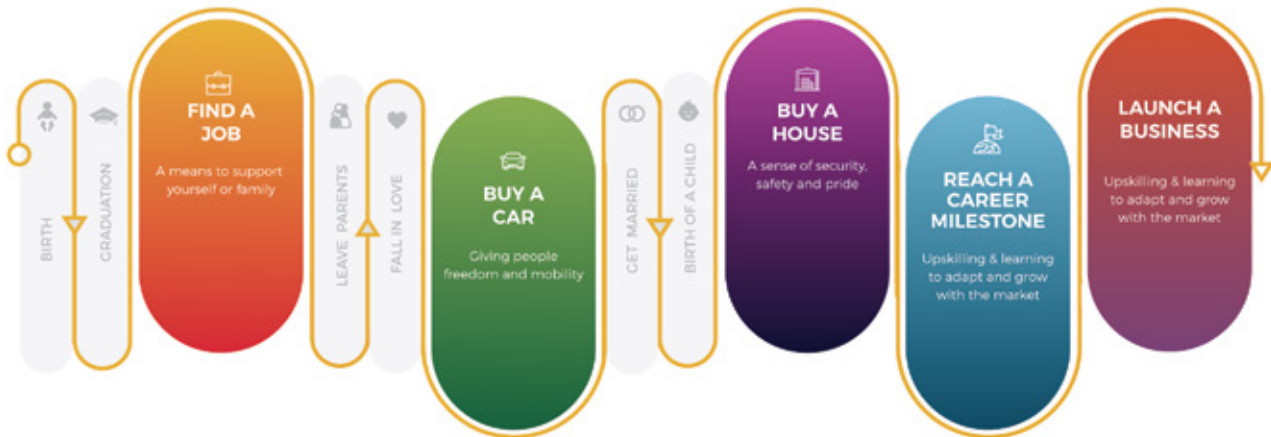 BIRTH
GRADUATION
FIND A
JOB
A means to support
yourself or family
LEAVE PARENTS
FALL IN LOVE
BUY A
CAR
Giving people
freedom and mobility
GET MARRIED
BIRTH OF A CHILD
BUY A
HOUSE
A sense of security,
safety and pride
REACH A
CAREER
MILESTONE
Upskilling & learning
to adapt and grow
with the market
LAUNCH A
BUSINESS
Upskilling & learning
to adapt and grow
with the market